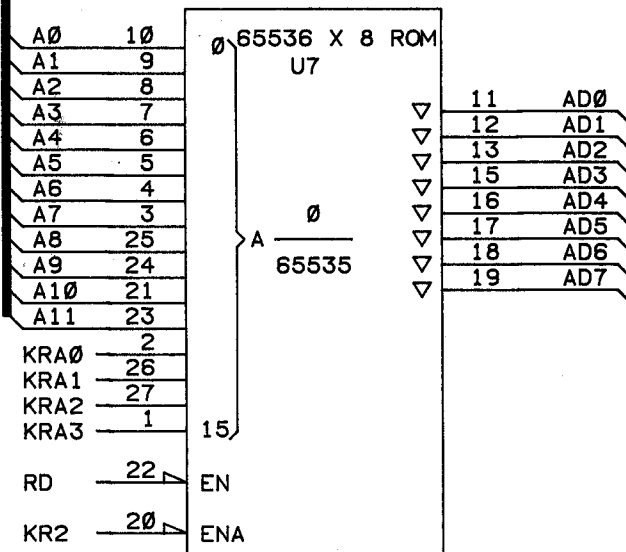 65536 X 8 ROM
U7
AØ 1Ø Ø
A1 9
A2 8
A3 7
A4 6
A5 5
A6 4
A7 3
A8 25
A9 24
A1Ø 21
A11 23
KRAØ 2
KRA1 26
KRA2 27
KRA3 1 15
RD 22 EN
KR2 2Ø ENA
A Ø
65535
11 ADØ
12 AD1
13 AD2
15 AD3
16 AD4
17 AD5
18 AD6
19 AD7